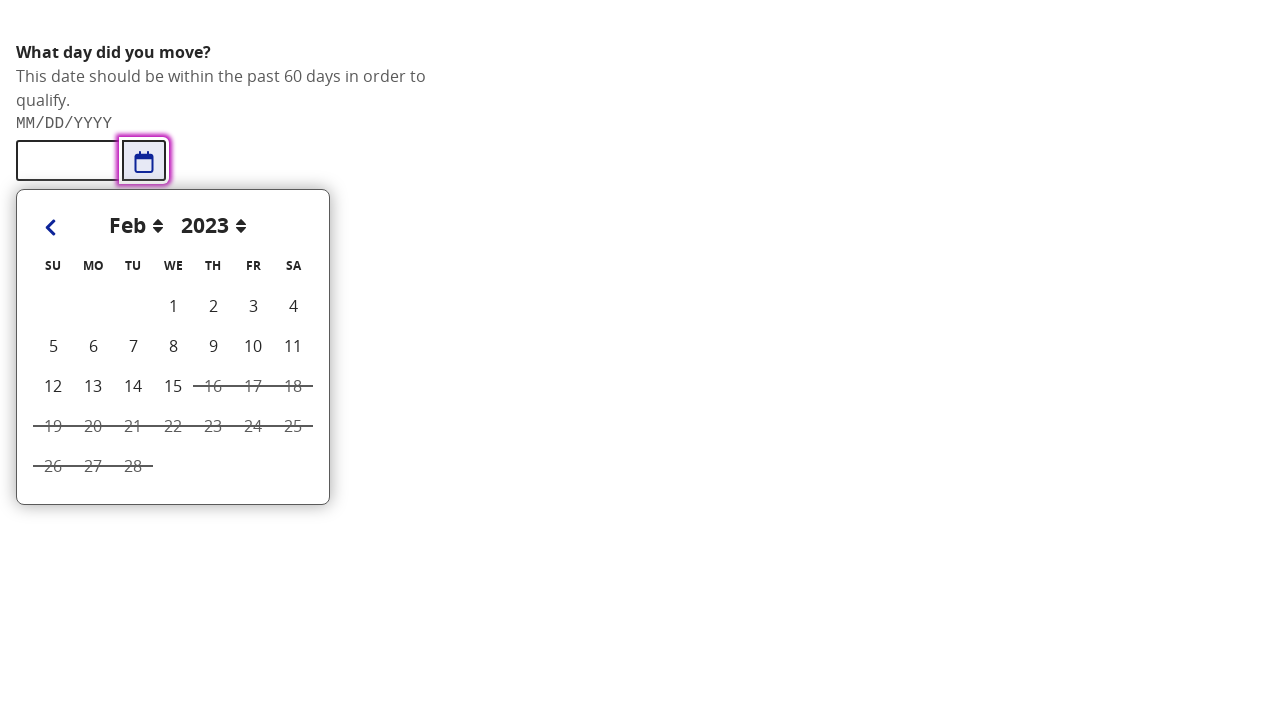 What day did you move?
This date should be within the past 60 days in order to
qualify.
MM/DD/YYYY
Feb 2023
SU MO TU WE TH FR SA
1 2 3 4
5 6 7 8 9 10 11
12 13 14 15 16 17 18
19 20 21 22 23 24 25
26 27 28